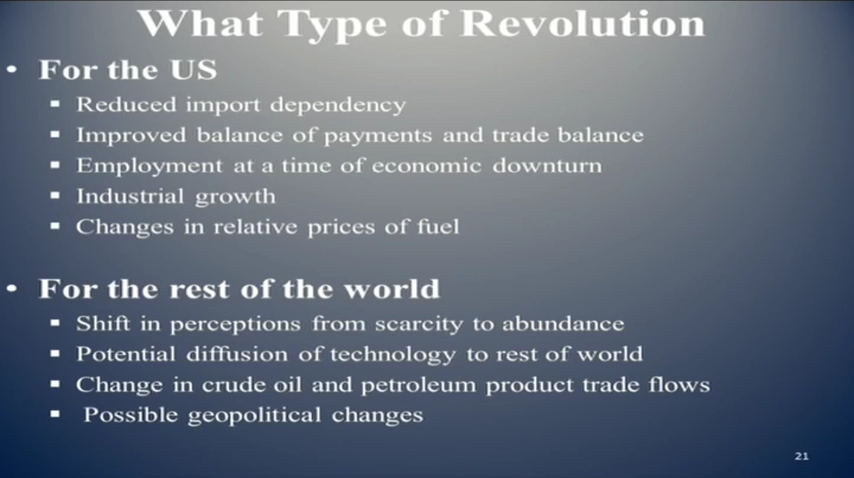 What Type of Revolution
• For the US
▪ Reduced import dependency
▪ Improved balance of payments and trade balance
▪ Employment at a time of economic downturn
▪ Industrial growth
▪ Changes in relative prices of fuel
• For the rest of the world
▪ Shift in perceptions from scarcity to abundance
▪ Potential diffusion of technology to rest of world
▪ Change in crude oil and petroleum product trade flows
▪ Possible geopolitical changes
21